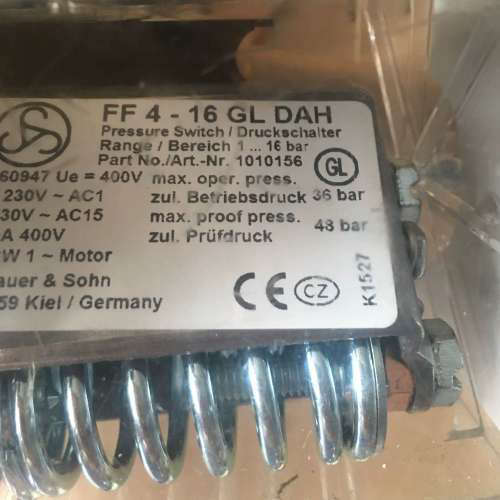 FF 4 - 16 GL DAH
Pressure Switch / Druckschalter
Range / Bereich 1 ... 16 bar
Part No./Art-Nr. 1010156
GL
60947 Ue = 400V max. oper. press.
230V ~ AC1 zul. Betriebsdruck 36 bar
30V ~ AC15 max. proof press.
A 400V zul. Prüfdruck 48 bar
W 1 ~ Motor
auer & Sohn
59 Kiel / Germany
CE CZ
K1527